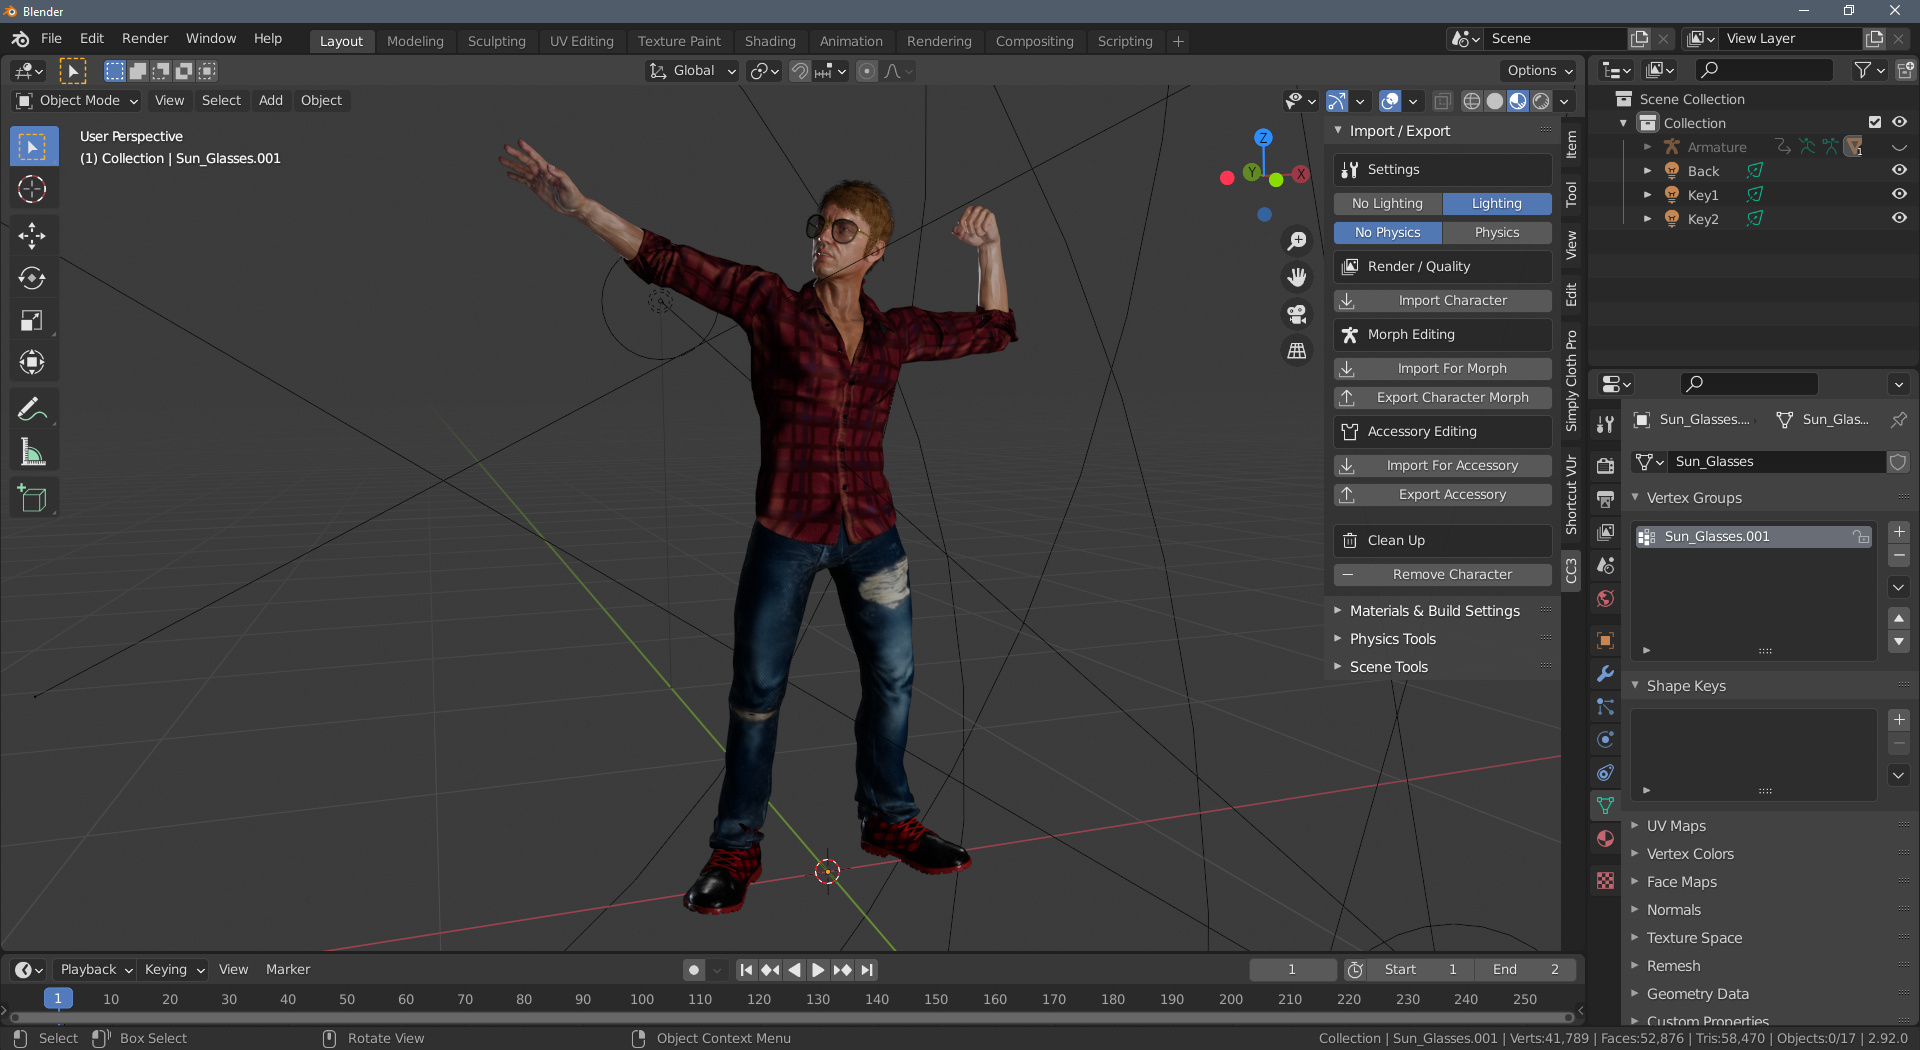 Blender
File Edit Render Window Help
Layout Modeling Sculpting UV Editing Texture Paint Shading Animation Rendering Compositing Scripting +
Scene
View Layer
Global
Options
Object Mode View Select Add Object
User Perspective
(1) Collection | Sun_Glasses.001
Z
Y
X
Import / Export
Settings
No Lighting Lighting
No Physics Physics
Render / Quality
Import Character
Morph Editing
Import For Morph
Export Character Morph
Accessory Editing
Import For Accessory
Export Accessory
Clean Up
Remove Character
Materials & Build Settings
Physics Tools
Scene Tools
Item
Tool
View
Edit
Simply Cloth Pro
Shortcut VUr
CC3
Scene Collection
Collection
Armature 1
Back
Key1
Key2
Sun_Glasses.... Sun_Glas...
Sun_Glasses
Vertex Groups
Sun_Glasses.001
Shape Keys
UV Maps
Vertex Colors
Face Maps
Normals
Texture Space
Remesh
Geometry Data
Custom Properties
Playback Keying View Marker
1 Start 1 End 2
1 10 20 30 40 50 60 70 80 90 100 110 120 130 140 150 160 170 180 190 200 210 220 230 240 250
Select Box Select Rotate View Object Context Menu
Collection | Sun_Glasses.001 | Verts:41,789 | Faces:52,876 | Tris:58,470 | Objects:0/17 | 2.92.0